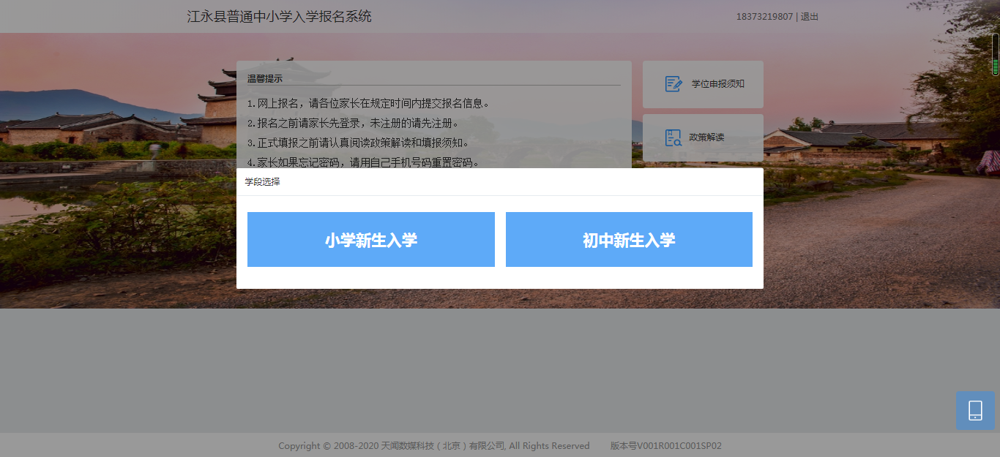 江永县普通中小学入学报名系统
18373219807 | 退出
温馨提示
1. 网上报名，请各位家长在规定时间内提交报名信息。
2. 报名之前请家长先登录，未注册的请先注册。
3. 正式填报之前请认真阅读政策解读和填报须知。
4. 家长如果忘记密码，请用自己手机号码重置密码。
学位申报须知
政策解读
学段选择
小学新生入学
初中新生入学
Copyright © 2008-2020 天闻数媒科技（北京）有限公司, All Rights Reserved 版本号V001R001C001SP02